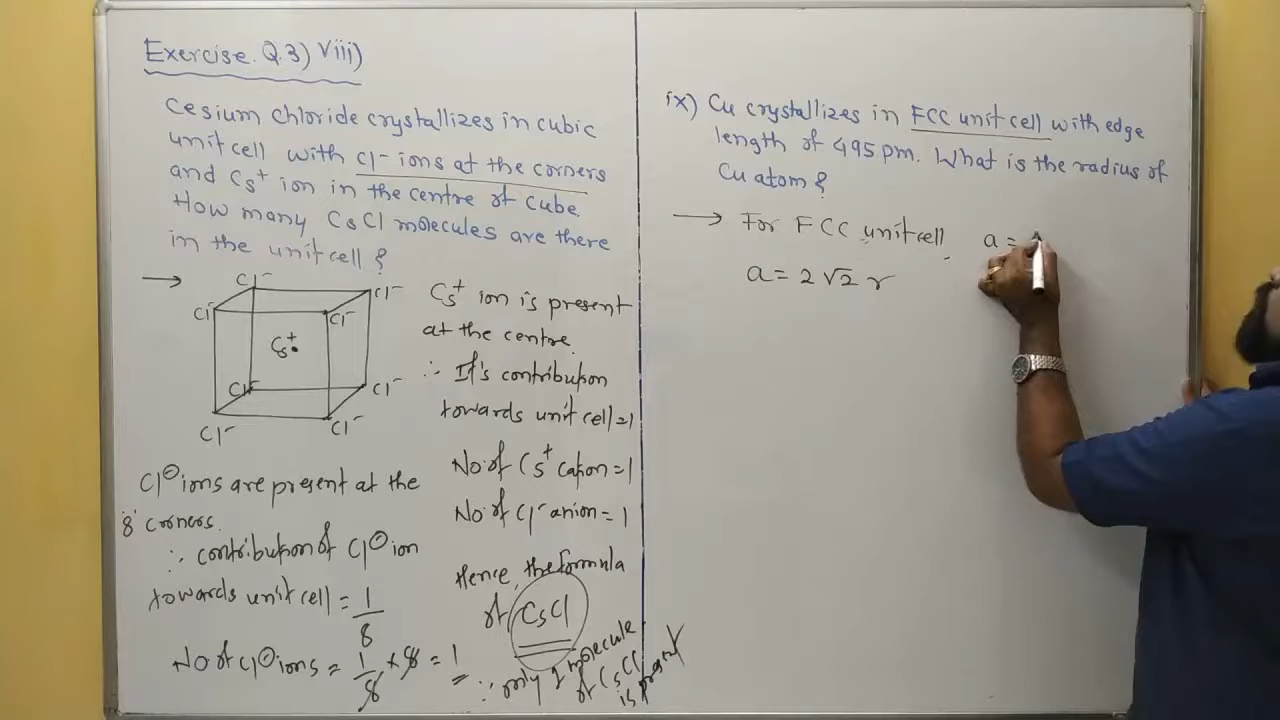 Exercise. Q.3) Viii)
Cesium chloride crystallizes in cubic
unit cell with Cl- ions at the corners
and Cs+ ion in the centre of cube.
How many CsCl molecules are there
in the unit cell ?
Cl-
Cl-
Cl-
Cl-
Cs+
Cl-
Cl-
Cl-
Cl-
Cs+ ion is present
at the centre.
∴ It's contribution
towards unit cell=1
No. of Cs+ cation = 1
No. of Cl- anion = 1
Hence, the formula
of CsCl
∵ only 1 molecule
of CsCl
is present
Cl⊖ ions are present at the
'8' corners.
∴ contribution of Cl⊖ ion
towards unit cell = 1/8
No of Cl⊖ ions = 1/8 × 8 = 1
ix) Cu crystallizes in FCC unit cell with edge
length of 495 pm. What is the radius of
Cu atom ?
→ For FCC unit cell, a =
a = 2 √2 r